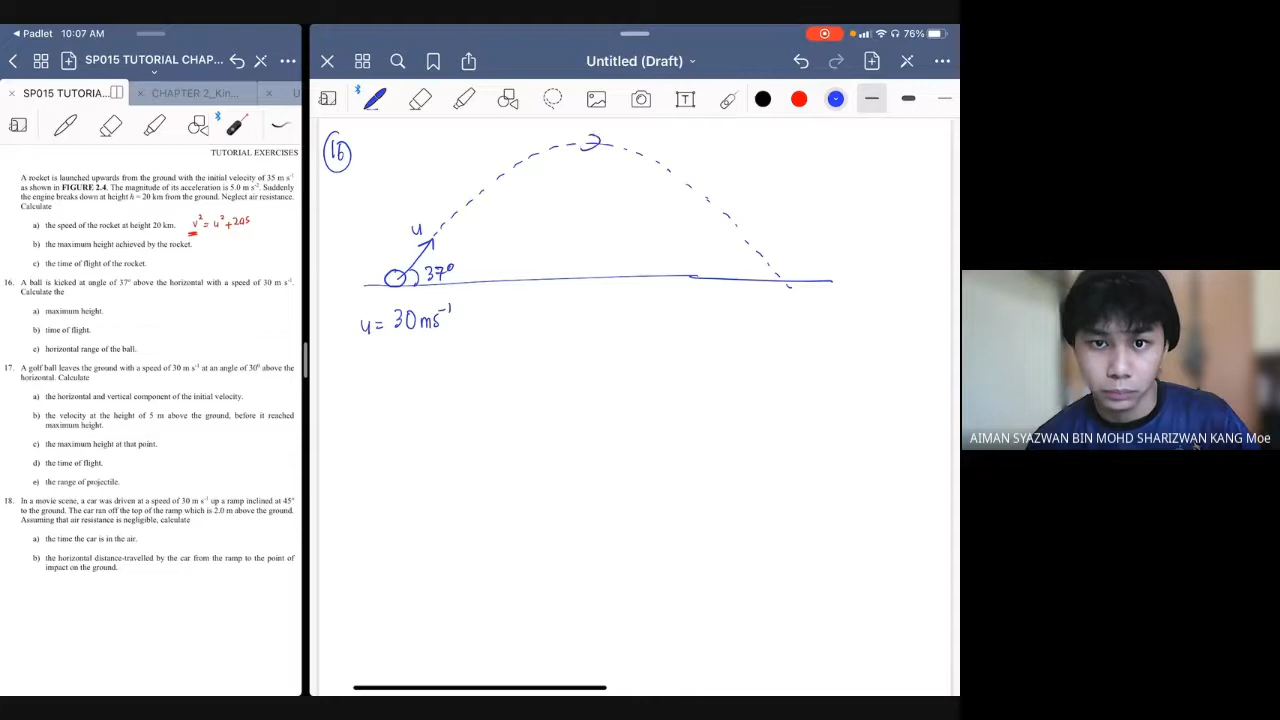 Padlet 10:07 AM
76%
SP015 TUTORIAL CHAP...
Untitled (Draft)
SP015 TUTORIA...
CHAPTER 2_Kin...
T
TUTORIAL EXERCISES
A rocket is launched upwards from the ground with the initial velocity of 35 m s⁻¹
as shown in FIGURE 2.4. The magnitude of its acceleration is 5.0 m s⁻². Suddenly
the engine breaks down at height h = 20 km from the ground. Neglect air resistance.
Calculate
a) the speed of the rocket at height 20 km. v² = u² + 2as
b) the maximum height achieved by the rocket.
c) the time of flight of the rocket.
16. A ball is kicked at angle of 37⁰ above the horizontal with a speed of 30 m s⁻¹.
Calculate the
a) maximum height.
b) time of flight.
c) horizontal range of the ball.
17. A golf ball leaves the ground with a speed of 30 m s⁻¹ at an angle of 30⁰ above the
horizontal. Calculate
a) the horizontal and vertical component of the initial velocity.
b) the velocity at the height of 5 m above the ground, before it reached
maximum height.
c) the maximum height at that point.
d) the time of flight.
e) the range of projectile.
18. In a movie scene, a car was driven at a speed of 30 m s⁻¹ up a ramp inclined at 45°
to the ground. The car ran off the top of the ramp which is 2.0 m above the ground.
Assuming that air resistance is negligible, calculate
a) the time the car is in the air.
b) the horizontal distance-travelled by the car from the ramp to the point of
impact on the ground.
16
u
37⁰
u = 30 ms⁻¹
AIMAN SYAZWAN BIN MOHD SHARIZWAN KANG Moe